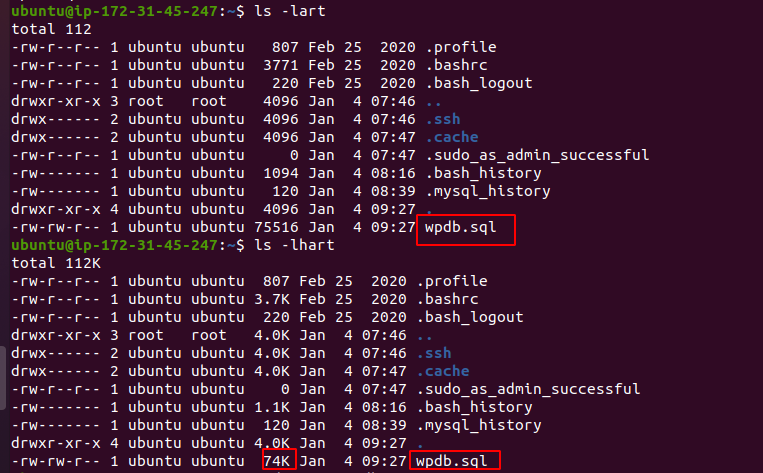 ubuntu@ip-172-31-45-247:~$ ls -lart
total 112
-rw-r--r-- 1 ubuntu ubuntu   807 Feb 25  2020 .profile
-rw-r--r-- 1 ubuntu ubuntu  3771 Feb 25  2020 .bashrc
-rw-r--r-- 1 ubuntu ubuntu   220 Feb 25  2020 .bash_logout
drwxr-xr-x 3 root   root    4096 Jan  4 07:46 ..
drwx------ 2 ubuntu ubuntu  4096 Jan  4 07:46 .ssh
drwx------ 2 ubuntu ubuntu  4096 Jan  4 07:47 .cache
-rw-r--r-- 1 ubuntu ubuntu     0 Jan  4 07:47 .sudo_as_admin_successful
-rw------- 1 ubuntu ubuntu  1094 Jan  4 08:16 .bash_history
-rw------- 1 ubuntu ubuntu   120 Jan  4 08:39 .mysql_history
drwxr-xr-x 4 ubuntu ubuntu  4096 Jan  4 09:27 .
-rw-rw-r-- 1 ubuntu ubuntu 75516 Jan  4 09:27 wpdb.sql
ubuntu@ip-172-31-45-247:~$ ls -lhart
total 112K
-rw-r--r-- 1 ubuntu ubuntu  807 Feb 25  2020 .profile
-rw-r--r-- 1 ubuntu ubuntu 3.7K Feb 25  2020 .bashrc
-rw-r--r-- 1 ubuntu ubuntu  220 Feb 25  2020 .bash_logout
drwxr-xr-x 3 root   root   4.0K Jan  4 07:46 ..
drwx------ 2 ubuntu ubuntu 4.0K Jan  4 07:46 .ssh
drwx------ 2 ubuntu ubuntu 4.0K Jan  4 07:47 .cache
-rw-r--r-- 1 ubuntu ubuntu    0 Jan  4 07:47 .sudo_as_admin_successful
-rw------- 1 ubuntu ubuntu 1.1K Jan  4 08:16 .bash_history
-rw------- 1 ubuntu ubuntu  120 Jan  4 08:39 .mysql_history
drwxr-xr-x 4 ubuntu ubuntu 4.0K Jan  4 09:27 .
-rw-rw-r-- 1 ubuntu ubuntu  74K Jan  4 09:27 wpdb.sql